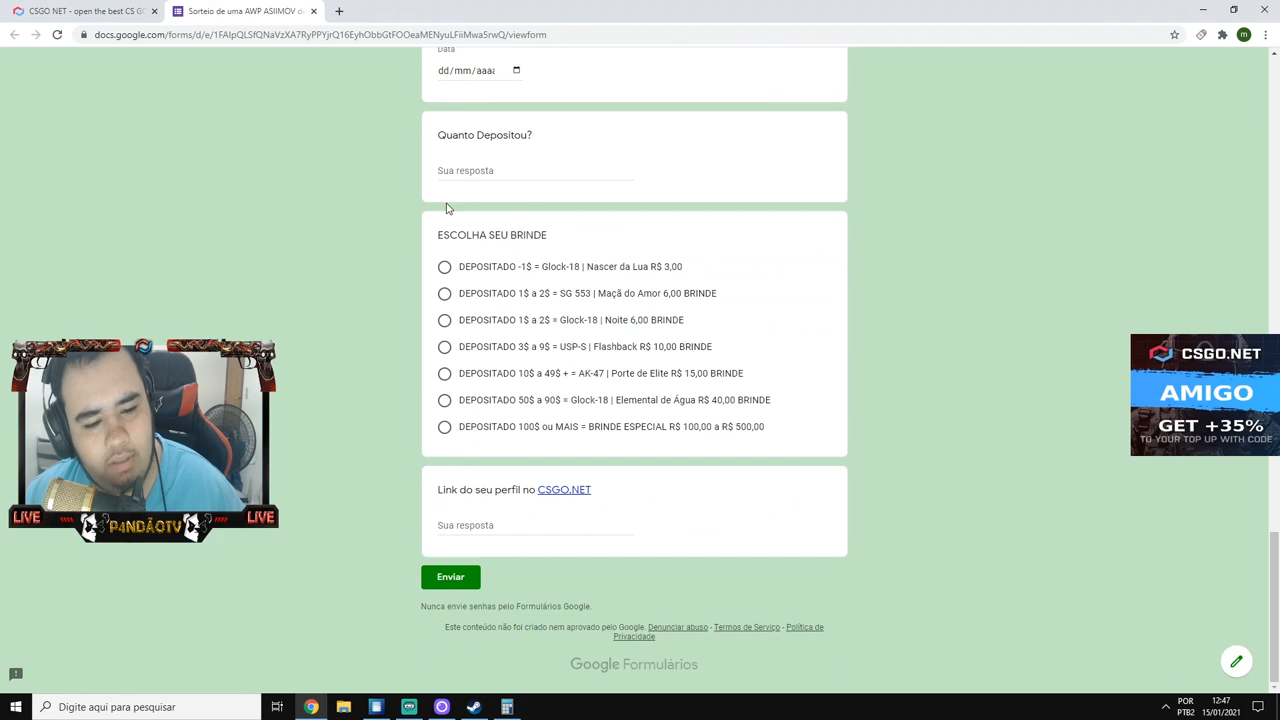 CSGO.NET - open the best CS GO
Sorteio de uma AWP ASIIMOV de
docs.google.com/forms/d/e/1FAIpQLSfQNaVzXA7RyPPYjrQ16EyhObbGtFOOeaMENyuLFiiMwa5rwQ/viewform
m
Data
dd/mm/aaaa
Quanto Depositou?
Sua resposta
ESCOLHA SEU BRINDE
DEPOSITADO -1$ = Glock-18 | Nascer da Lua R$ 3,00
DEPOSITADO 1$ a 2$ = SG 553 | Maçã do Amor 6,00 BRINDE
DEPOSITADO 1$ a 2$ = Glock-18 | Noite 6,00 BRINDE
DEPOSITADO 3$ a 9$ = USP-S | Flashback R$ 10,00 BRINDE
DEPOSITADO 10$ a 49$ + = AK-47 | Porte de Elite R$ 15,00 BRINDE
DEPOSITADO 50$ a 90$ = Glock-18 | Elemental de Água R$ 40,00 BRINDE
DEPOSITADO 100$ ou MAIS = BRINDE ESPECIAL R$ 100,00 a R$ 500,00
Link do seu perfil no CSGO.NET
Sua resposta
Enviar
Nunca envie senhas pelo Formulários Google.
Este conteúdo não foi criado nem aprovado pelo Google. Denunciar abuso - Termos de Serviço - Política de
Privacidade
Google Formulários
LIVE
P4NDÃOTV
LIVE
CSGO.NET
AMIGO
GET +35%
TO YOUR TOP UP WITH CODE
Digite aqui para pesquisar
POR
PTB2
12:47
15/01/2021